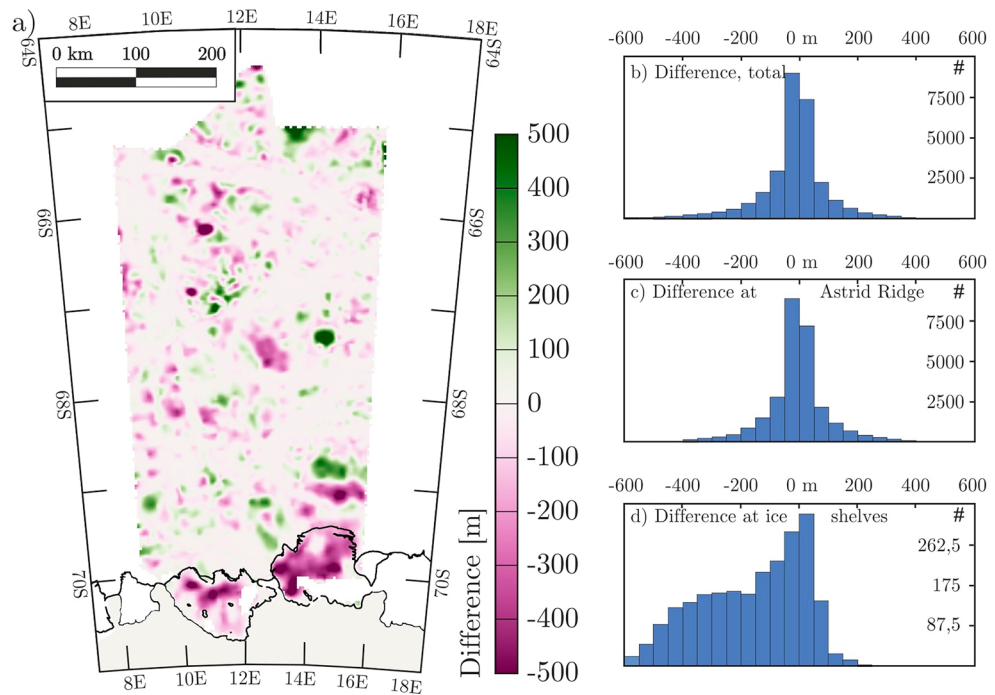 a)
8E 10E 12E 14E 16E 18E
64S 64S
0 km 100 200
66S 66S
68S 68S
70S 70S
8E 10E 12E 14E 16E 18E
500
400
300
200
100
0
-100
-200
-300
-400
-500
Difference [m]
-600 -400 -200 0 m 200 400 600
b) Difference, total #
7500
5000
2500
-600 -400 -200 0 m 200 400 600
c) Difference at Astrid Ridge #
7500
5000
2500
-600 -400 -200 0 m 200 400 600
d) Difference at ice shelves #
262,5
175
87,5